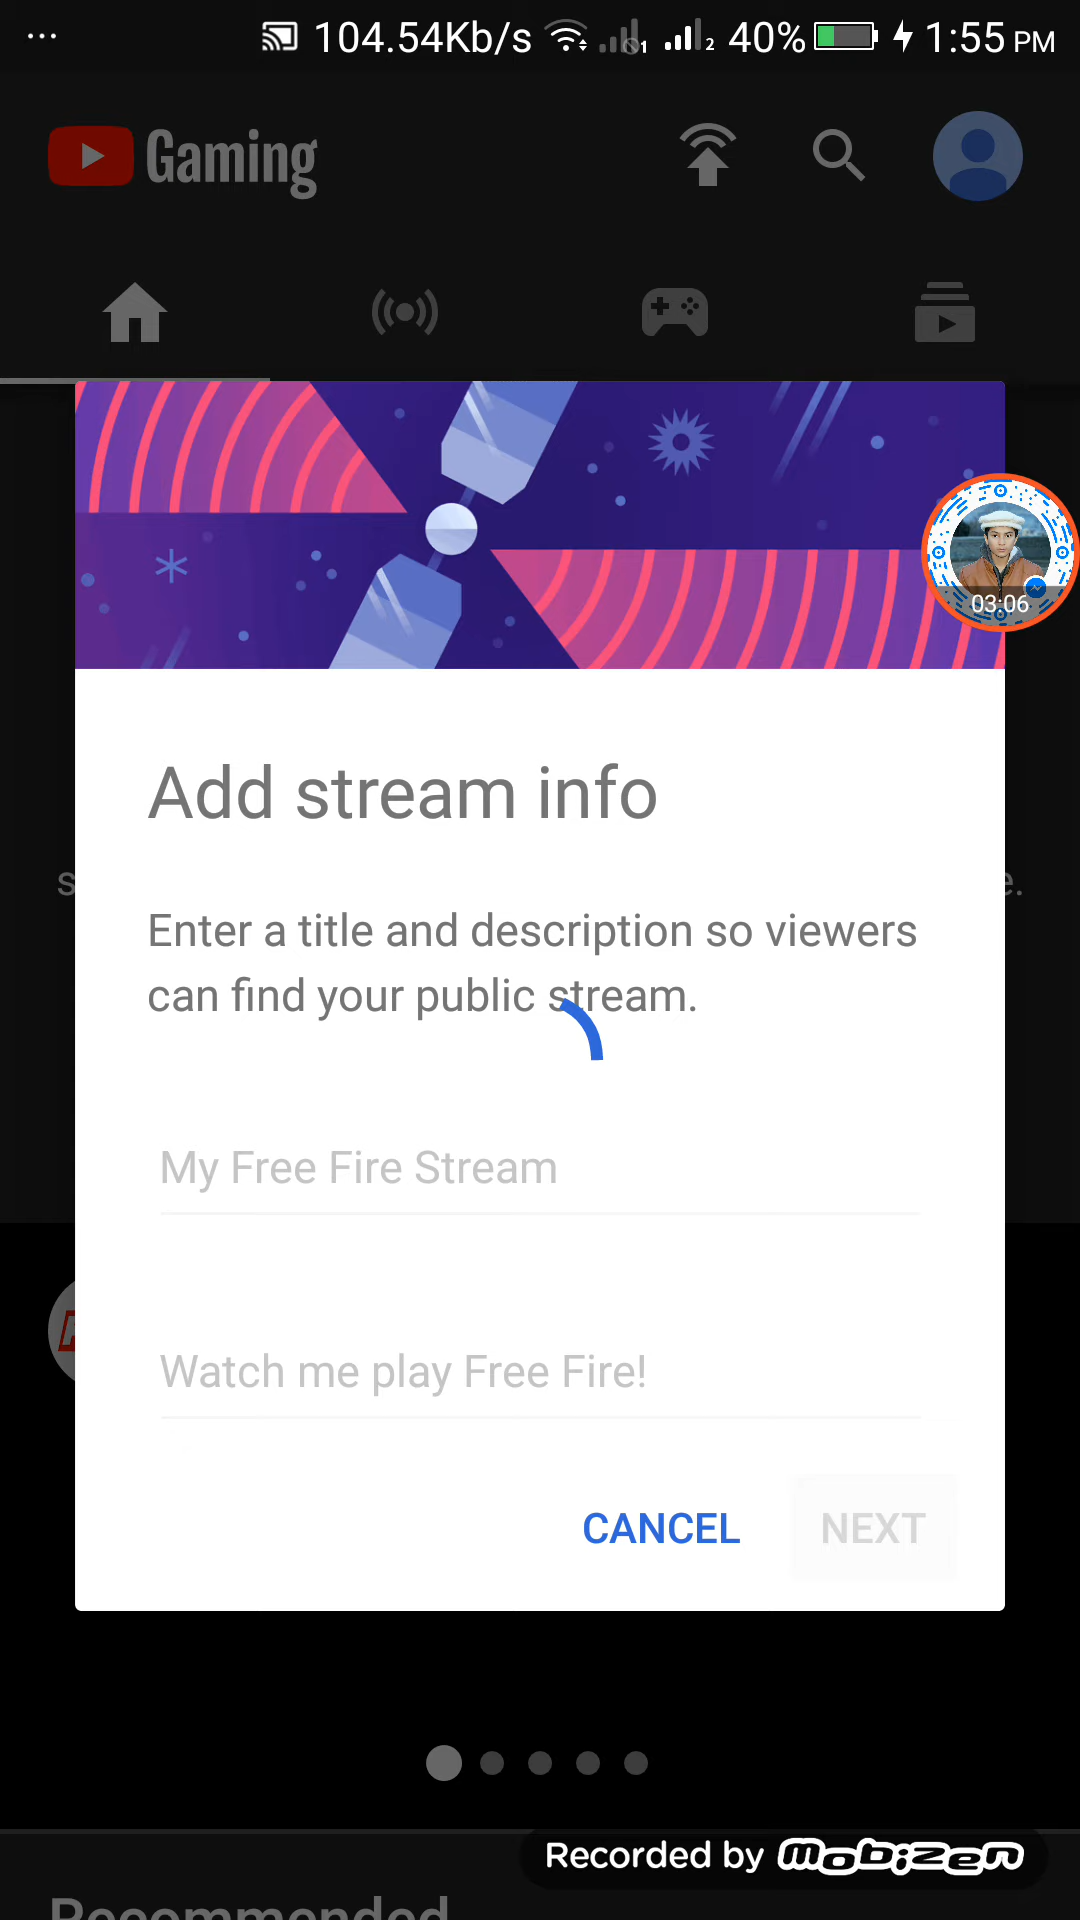 ... 104.54Kb/s 1 2 40% 1:55 PM
Gaming
03:06
Add stream info
Enter a title and description so viewers
can find your public stream.
My Free Fire Stream
Watch me play Free Fire!
CANCEL NEXT
Recorded by mobizen
Recommended